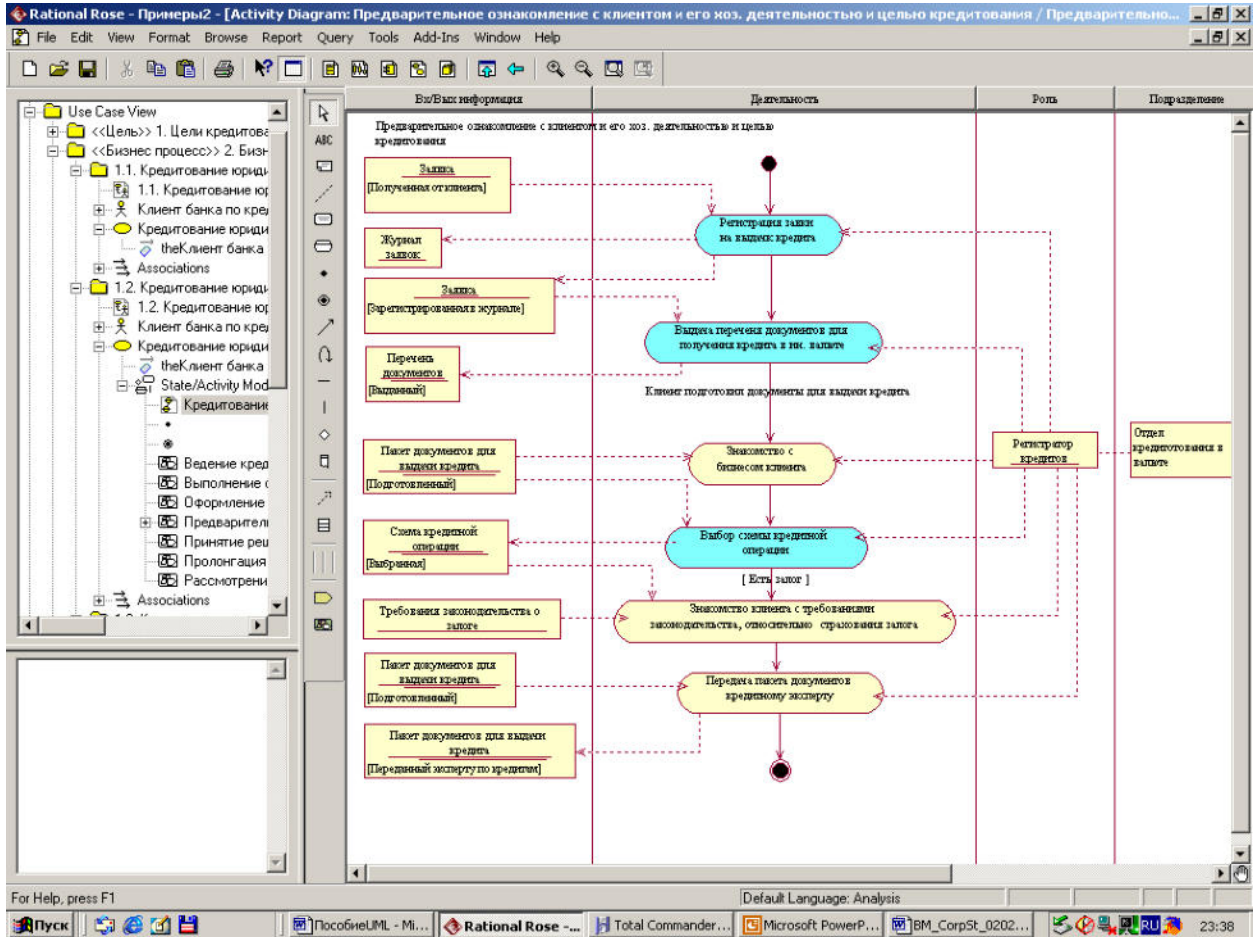 Rational Rose - Примеры2 - [Activity Diagram: Предварительное ознакомление с клиентом и его хоз. деятельностью и целью кредитования / Предварительно...
File Edit View Format Browse Report Query Tools Add-Ins Window Help
Use Case View
<<Цель>> 1. Цели кредитова
<<Бизнес процесс>> 2. Бизн
1.1. Кредитование юриди
1.1. Кредитование юр
Клиент банка по кре
Кредитование юриди
theКлиент банка
Associations
1.2. Кредитование юриди
1.2. Кредитование юр
Клиент банка по кре
Кредитование юриди
theКлиент банка
State/Activity Mod
Кредитование
Ведение кред
Выполнение о
Оформление
Предварител
Принятие реш
Пролонгация
Рассмотрени
Associations
ABC
Вх/Вых информация
Деятельность
Роль
Подразделение
Предварительное ознакомление с клиентом и его хоз. деятельностью и целью
кредитования
Заявка
[Полученная от клиента]
Регистрация заявки
на выдачу кредита
Журнал
заявок
Заявка
[Зарегистрированная в журнале]
Выдача перечня документов для
получения кредита в ин. валюте
Перечень
документов
[Выданный]
Клиент подготовил документы для выдачи кредита
Пакет документов для
выдачи кредита
[Подготовленный]
Знакомство с
бизнесом клиента
Регистратор
кредитов
Отдел
кредитотования в
валюте
Схема кредитной
операции
[Выбранная]
Выбор схемы кредитной
операции
[ Есть залог ]
Требования законодательства о
залоге
Знакомство клиента с требованиями
законодательства, относительно страхования залога
Пакет документов для
выдачи кредита
[Подготовленный]
Передача пакета документов
кредитному эксперту
Пакет документов для выдачи
кредита
[Переданный эксперту по кредитам]
For Help, press F1
Default Language: Analysis
Пуск
ПособиеUML - Mi...
Rational Rose -...
Total Commander...
Microsoft PowerP...
BM_CorpSt_0202...
RU
23:38